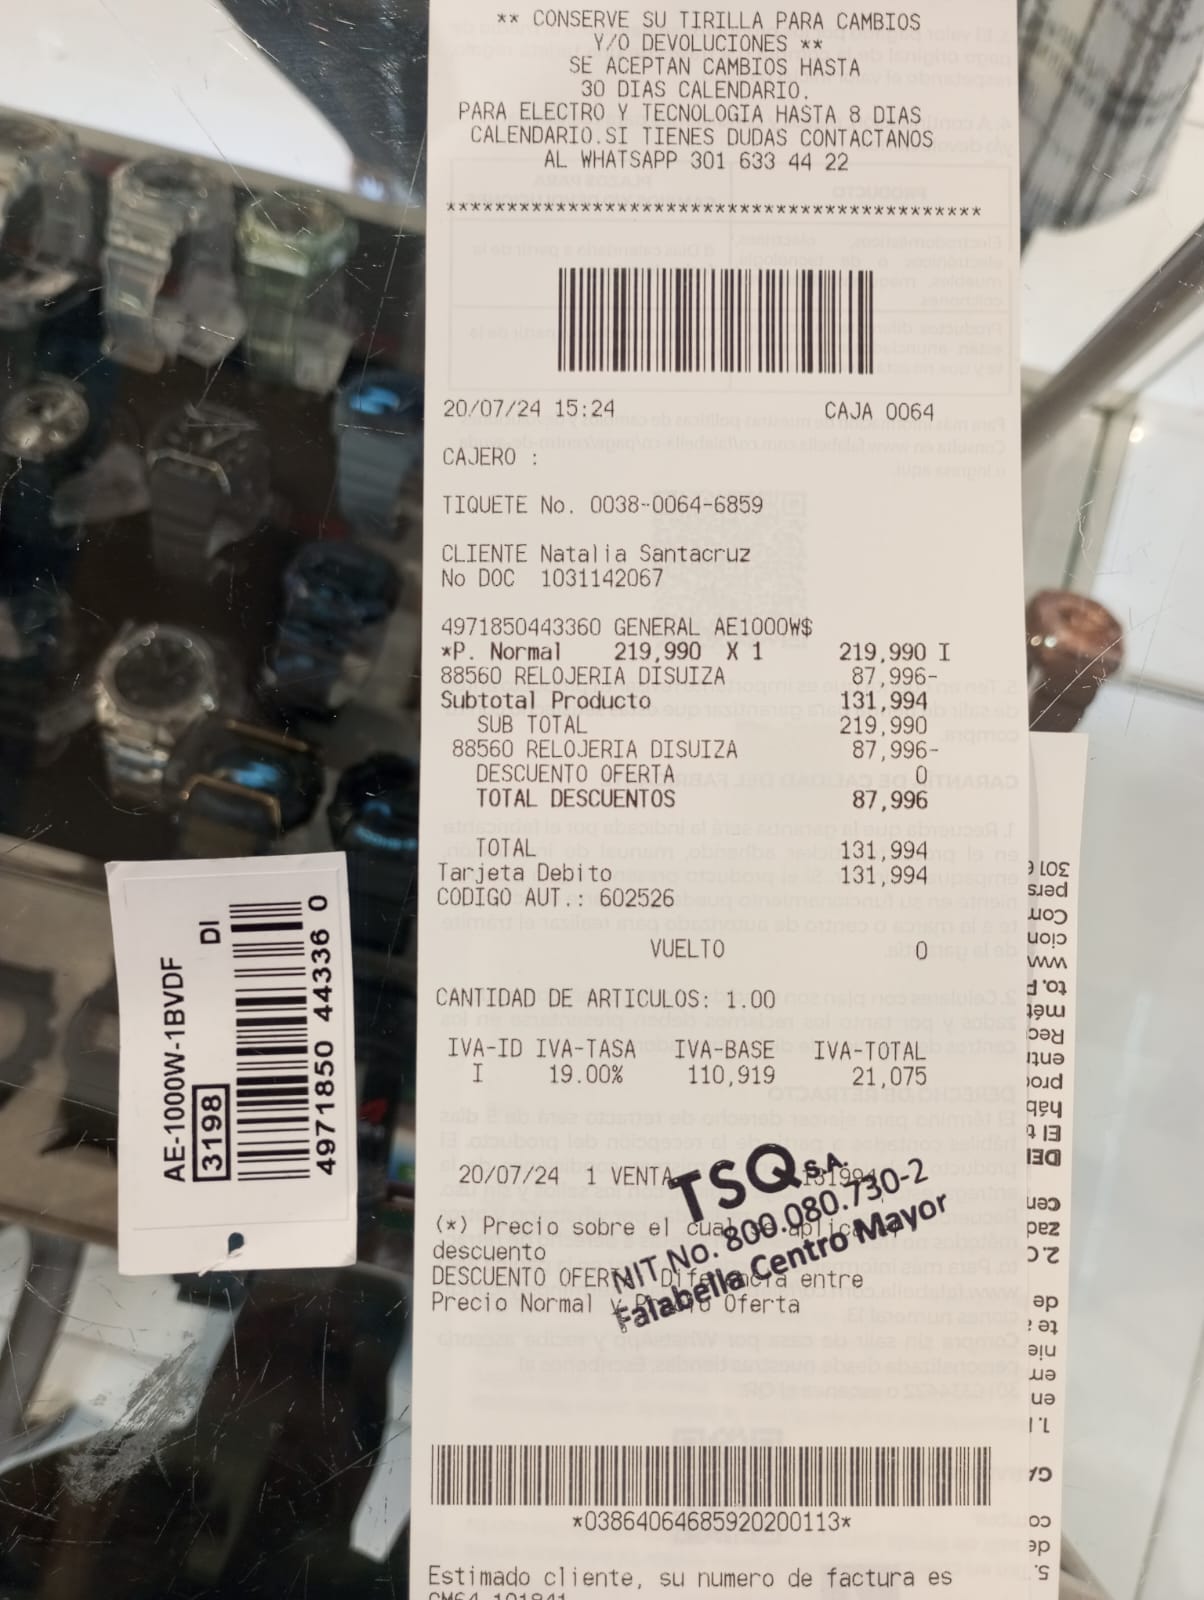 ** CONSERVE SU TIRILLA PARA CAMBIOS
Y/O DEVOLUCIONES **
SE ACEPTAN CAMBIOS HASTA
30 DIAS CALENDARIO.
PARA ELECTRO Y TECNOLOGIA HASTA 8 DIAS
CALENDARIO.SI TIENES DUDAS CONTACTANOS
AL WHATSAPP 301 633 44 22
********************************************
20/07/24 15:24 CAJA 0064
CAJERO :
TIQUETE No. 0038-0064-6859
CLIENTE Natalia Santacruz
No DOC 1031142067
4971850443360 GENERAL AE1000W$
*P. Normal 219,990 X 1 219,990 I
88560 RELOJERIA DISUIZA 87,996-
Subtotal Producto 131,994
SUB TOTAL 219,990
88560 RELOJERIA DISUIZA 87,996-
DESCUENTO OFERTA 0
TOTAL DESCUENTOS 87,996
TOTAL 131,994
Tarjeta Debito 131,994
CODIGO AUT.: 602526
VUELTO 0
CANTIDAD DE ARTICULOS: 1.00
IVA-ID IVA-TASA IVA-BASE IVA-TOTAL
I 19.00% 110,919 21,075
20/07/24 1 VENTA 131994
(*) Precio sobre el cual se aplica
descuento
DESCUENTO OFERTA Diferencia entre
Precio Normal y Precio Oferta
TSQ S.A.
NIT No. 800.080.730-2
Falabella Centro Mayor
*03864064685920200113*
Estimado cliente, su numero de factura es
AE-1000W-1BVDF
3198 DI
4971850 44336 0